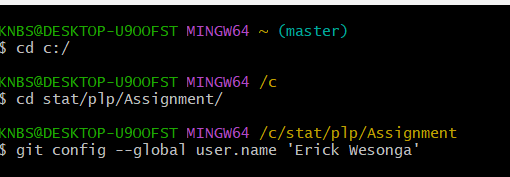 KNBS@DESKTOP-U9OOFST MINGW64 ~ (master)
$ cd c:/
KNBS@DESKTOP-U9OOFST MINGW64 /c
$ cd stat/plp/Assignment/
KNBS@DESKTOP-U9OOFST MINGW64 /c/stat/plp/Assignment
$ git config --global user.name 'Erick Wesonga'